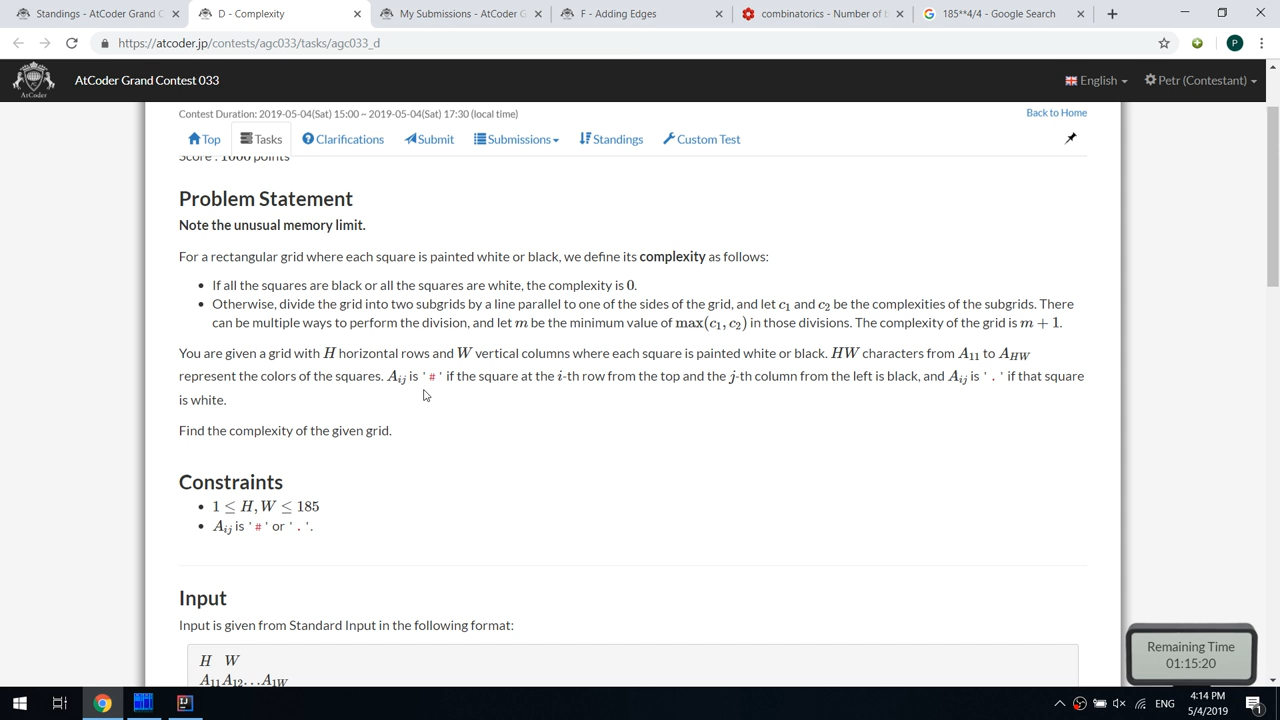 Standings - AtCoder Grand C
D - Complexity
My Submissions - AtCoder G
F - Adding Edges
combinatorics - Number of b
185**4/4 - Google Search
https://atcoder.jp/contests/agc033/tasks/agc033_d
P
AtCoder
AtCoder Grand Contest 033
English
Petr (Contestant)
Contest Duration: 2019-05-04(Sat) 15:00 ~ 2019-05-04(Sat) 17:30 (local time)
Back to Home
Top
Tasks
Clarifications
Submit
Submissions
Standings
Custom Test
Score : 1000 points
Problem Statement
Note the unusual memory limit.
For a rectangular grid where each square is painted white or black, we define its complexity as follows:
• If all the squares are black or all the squares are white, the complexity is 0.
• Otherwise, divide the grid into two subgrids by a line parallel to one of the sides of the grid, and let c1 and c2 be the complexities of the subgrids. There
can be multiple ways to perform the division, and let m be the minimum value of max(c1, c2) in those divisions. The complexity of the grid is m + 1.
You are given a grid with H horizontal rows and W vertical columns where each square is painted white or black. HW characters from A11 to AHW
represent the colors of the squares. Aij is '#' if the square at the i-th row from the top and the j-th column from the left is black, and Aij is '.' if that square
is white.
Find the complexity of the given grid.
Constraints
• 1 ≤ H, W ≤ 185
• Aij is '#' or '.'.
Input
Input is given from Standard Input in the following format:
H W
A11A12...A1W
Remaining Time
01:15:20
ENG
4:14 PM
5/4/2019
1